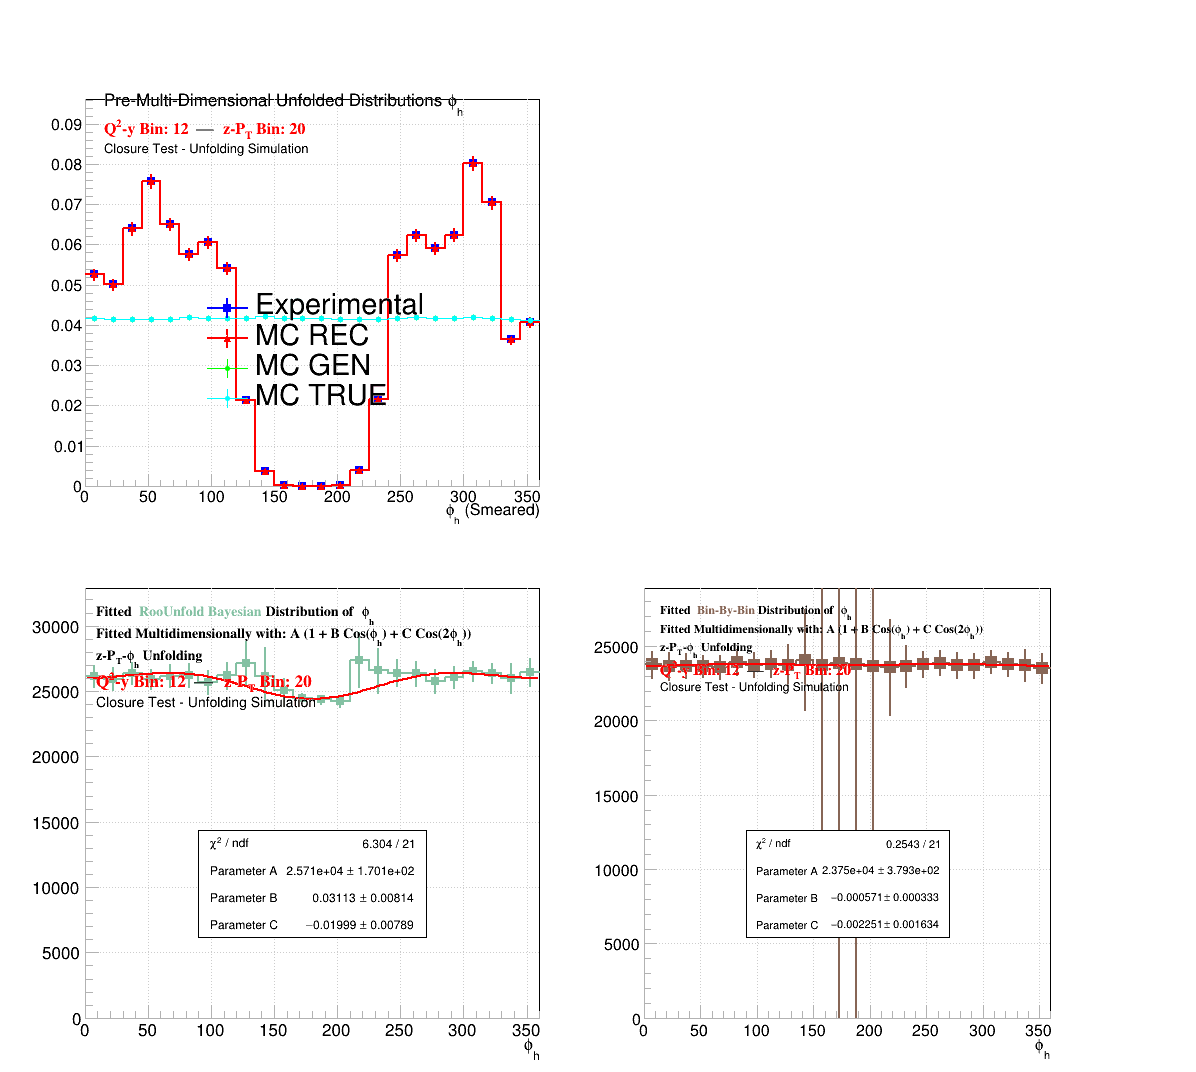 Pre-Multi-Dimensional Unfolded Distributions ϕh
Q2-y Bin: 12 — z-PT Bin: 20
Closure Test - Unfolding Simulation
0.09
0.08
0.07
0.06
0.05
0.04
0.03
0.02
0.01
0
Experimental
MC REC
MC GEN
MC TRUE
0 50 100 150 200 250 300 350
ϕh (Smeared)
Fitted RooUnfold Bayesian Distribution of ϕh
Fitted Multidimensionally with: A (1 + B Cos(ϕh) + C Cos(2ϕh))
z-PT-ϕh Unfolding
Q2-y Bin: 12 — z-PT Bin: 20
Closure Test - Unfolding Simulation
30000
25000
20000
15000
10000
5000
0
χ2 / ndf 6.304 / 21
Parameter A 2.571e+04 ± 1.701e+02
Parameter B 0.03113 ± 0.00814
Parameter C −0.01999 ± 0.00789
0 50 100 150 200 250 300 350
ϕh
Fitted Bin-By-Bin Distribution of ϕh
Fitted Multidimensionally with: A (1 + B Cos(ϕh) + C Cos(2ϕh))
z-PT-ϕh Unfolding
Q2-y Bin: 12 — z-PT Bin: 20
Closure Test - Unfolding Simulation
25000
20000
15000
10000
5000
0
χ2 / ndf 0.2543 / 21
Parameter A 2.375e+04 ± 3.793e+02
Parameter B −0.000571 ± 0.000333
Parameter C −0.002251 ± 0.001634
0 50 100 150 200 250 300 350
ϕh